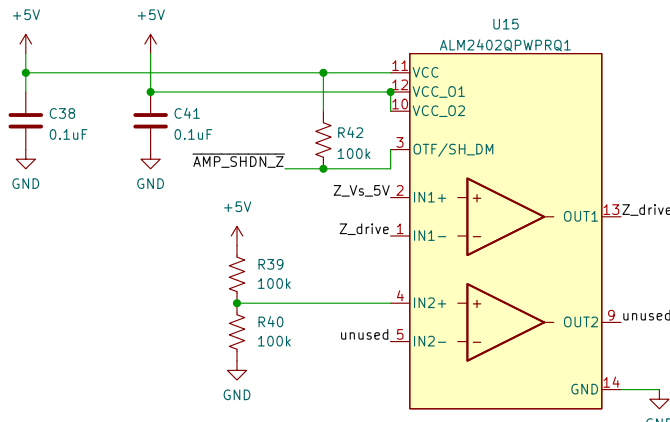 +5V
+5V
U15
ALM2402QPWPRQ1
11
VCC
12
VCC_O1
10
VCC_O2
C38
0.1uF
C41
0.1uF
R42
100k
3
OTF/SH_DM
AMP_SHDN_Z
GND
GND
Z_Vs_5V
2
IN1+
+
OUT1
13
Z_drive
Z_drive
1
IN1-
-
+5V
R39
100k
4
IN2+
+
R40
100k
OUT2
9
unused
unused
5
IN2-
-
GND
GND
14
GND